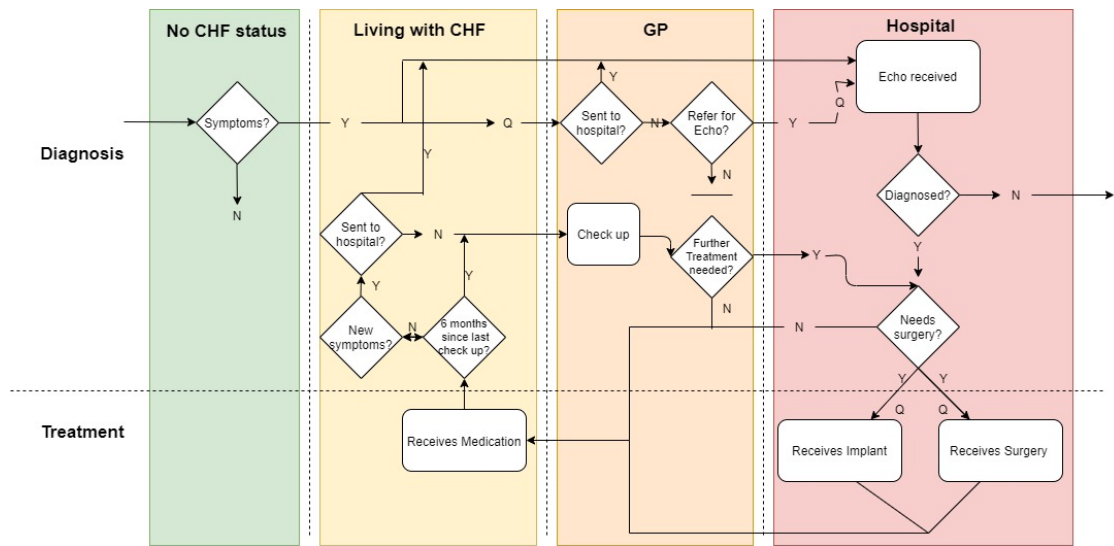 No CHF status
Living with CHF
GP
Hospital
Diagnosis
Symptoms?
Y
N
Q
Y
Sent to
hospital?
N
Y
Refer for
Echo?
Y
N
Q
Echo received
Diagnosed?
N
Y
Sent to
hospital?
N
Y
Check up
Further
Treatment
needed?
Y
N
New
symptoms?
N
6 months
since last
check up?
Y
Needs
surgery?
N
Y
Y
Q
Q
Treatment
Receives Medication
Receives Implant
Receives Surgery